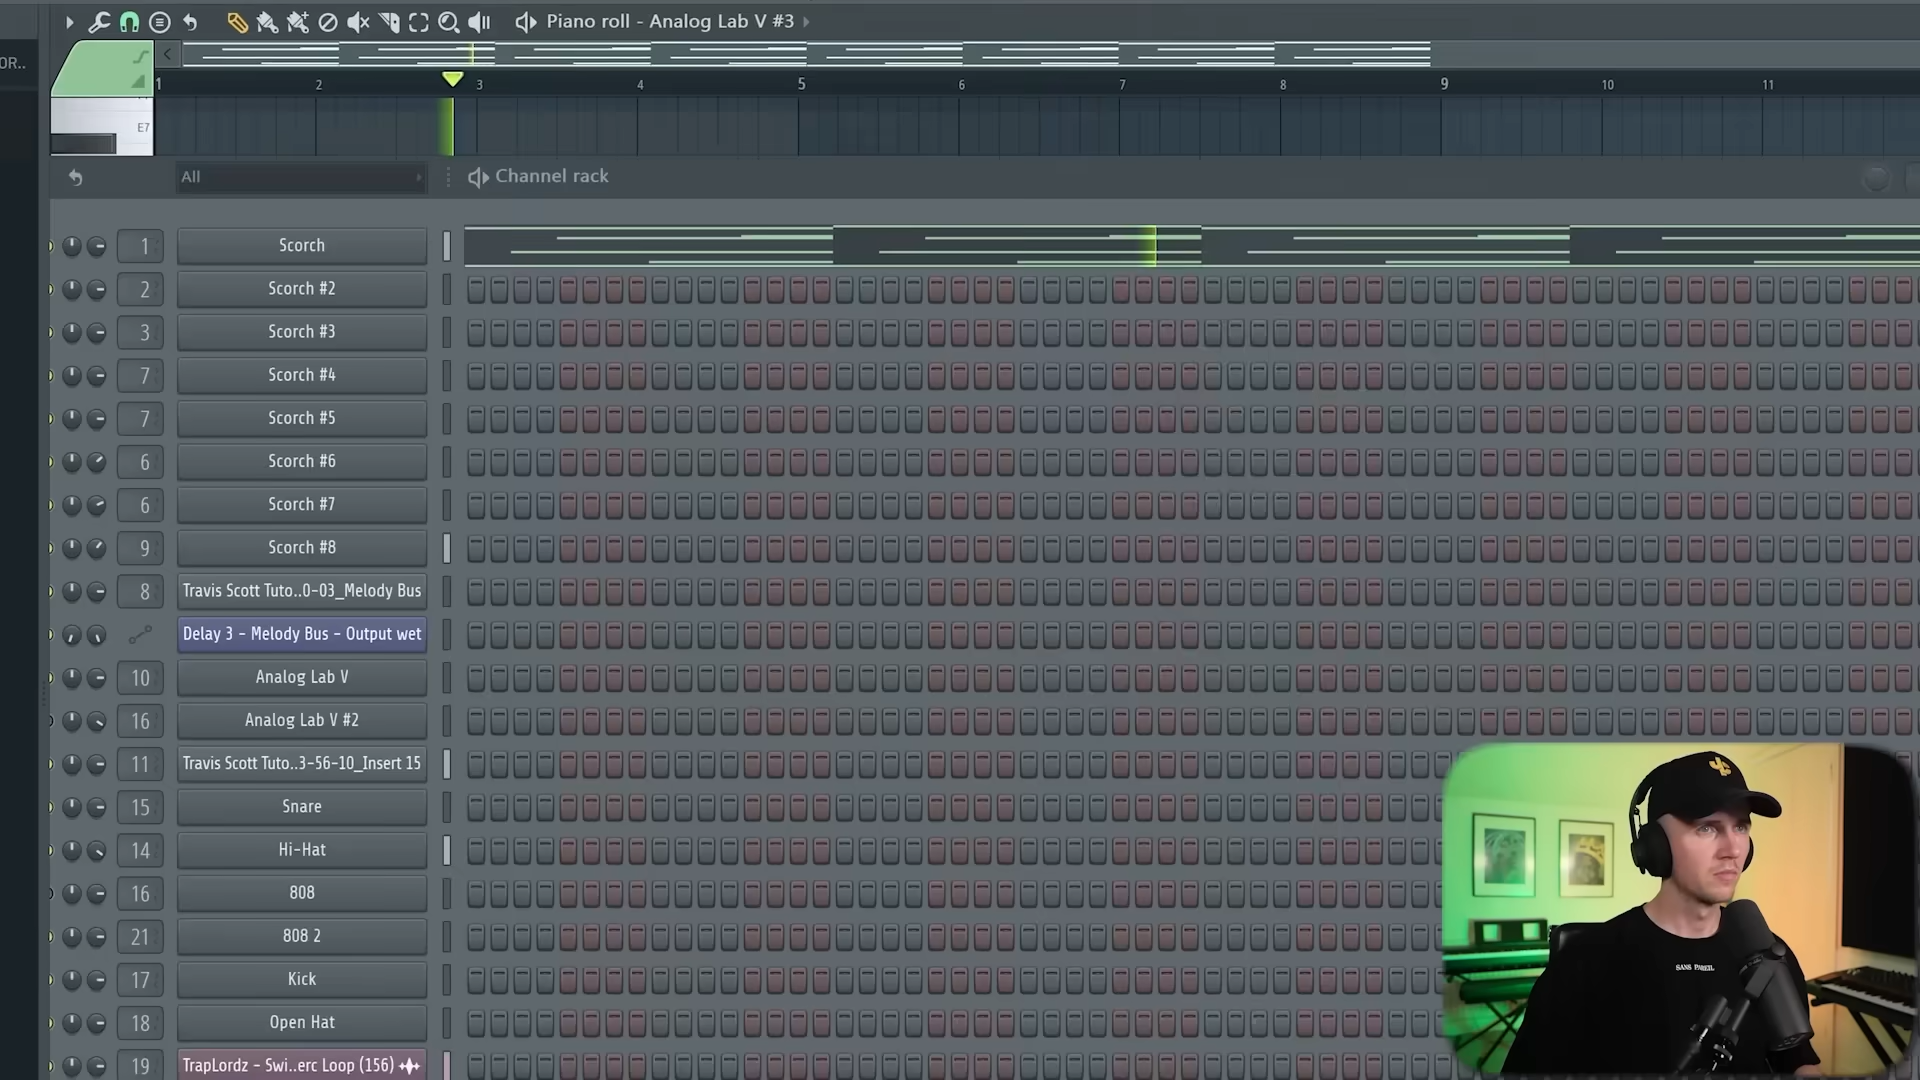 Piano roll - Analog Lab V #3
OR..
1 2 3 4 5 6 7 8 9 10 11
E7
All Channel rack
1 Scorch
2 Scorch #2
3 Scorch #3
7 Scorch #4
7 Scorch #5
6 Scorch #6
6 Scorch #7
9 Scorch #8
8 Travis Scott Tuto..0-03_Melody Bus
Delay 3 - Melody Bus - Output wet
10 Analog Lab V
16 Analog Lab V #2
11 Travis Scott Tuto..3-56-10_Insert 15
15 Snare
14 Hi-Hat
16 808
21 808 2
17 Kick
18 Open Hat
19 TrapLordz - Swi..erc Loop (156)
SANS PAREIL